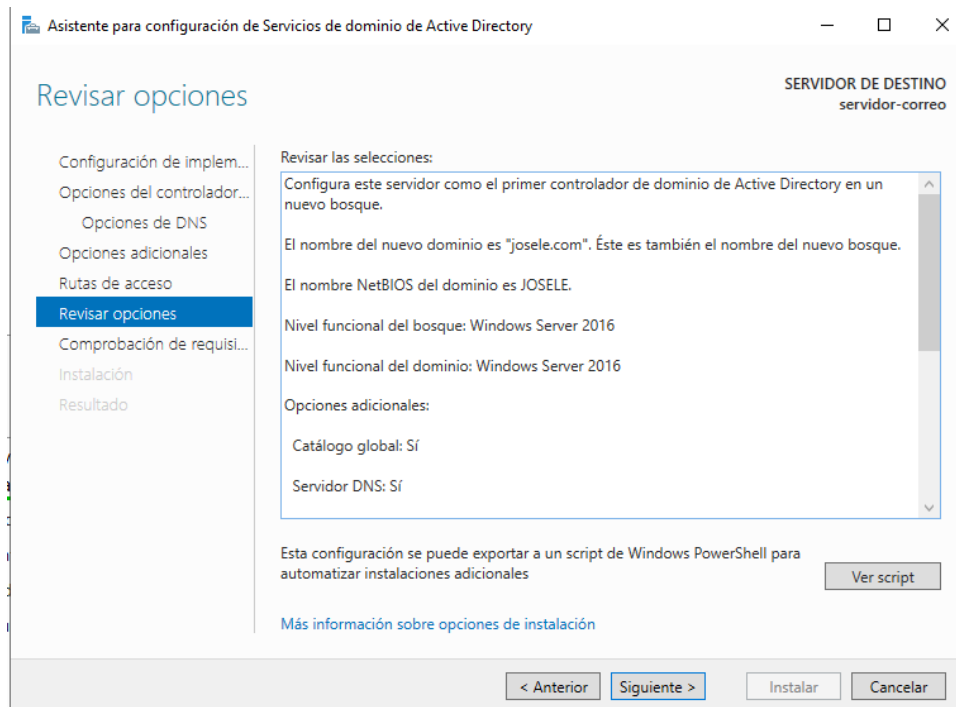 Asistente para configuración de Servicios de dominio de Active Directory
Revisar opciones
SERVIDOR DE DESTINO
servidor-correo
Configuración de implem...
Opciones del controlador...
Opciones de DNS
Opciones adicionales
Rutas de acceso
Revisar opciones
Comprobación de requisi...
Instalación
Resultado
Revisar las selecciones:
Configura este servidor como el primer controlador de dominio de Active Directory en un
nuevo bosque.
El nombre del nuevo dominio es "josele.com". Éste es también el nombre del nuevo bosque.
El nombre NetBIOS del dominio es JOSELE.
Nivel funcional del bosque: Windows Server 2016
Nivel funcional del dominio: Windows Server 2016
Opciones adicionales:
Catálogo global: Sí
Servidor DNS: Sí
Esta configuración se puede exportar a un script de Windows PowerShell para
automatizar instalaciones adicionales
Ver script
Más información sobre opciones de instalación
< Anterior
Siguiente >
Instalar
Cancelar